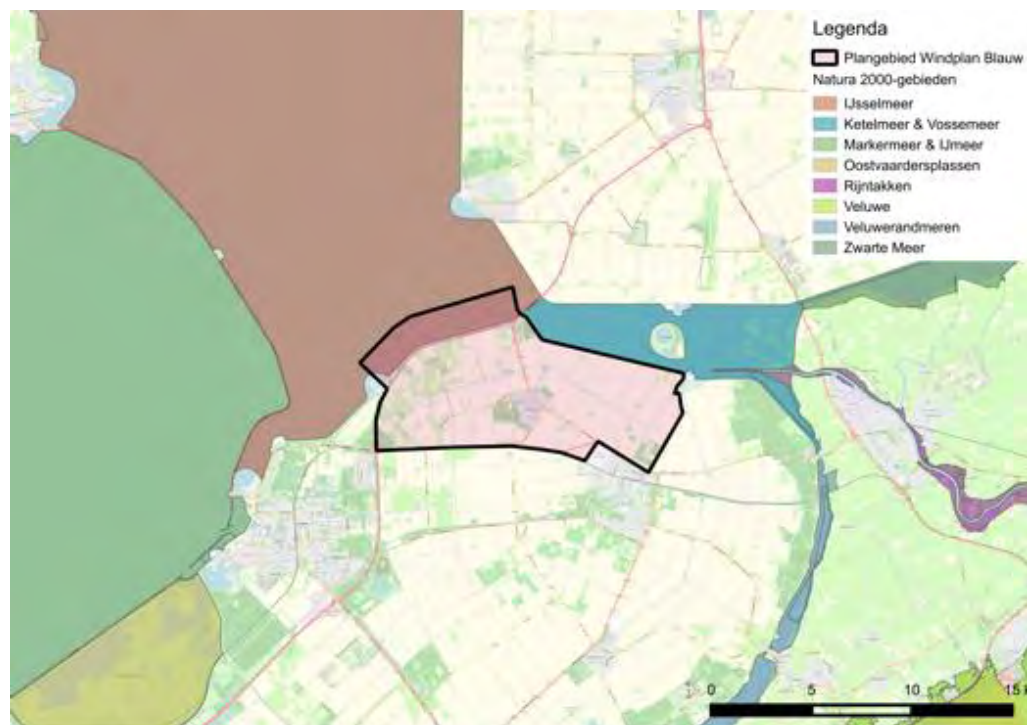 Legenda
Plangebied Windplan Blauw
Natura 2000-gebieden
IJsselmeer
Ketelmeer & Vossemeer
Markermeer & IJmeer
Oostvaardersplassen
Rijntakken
Veluwe
Veluwerandmeren
Zwarte Meer
0 5 10 15 k